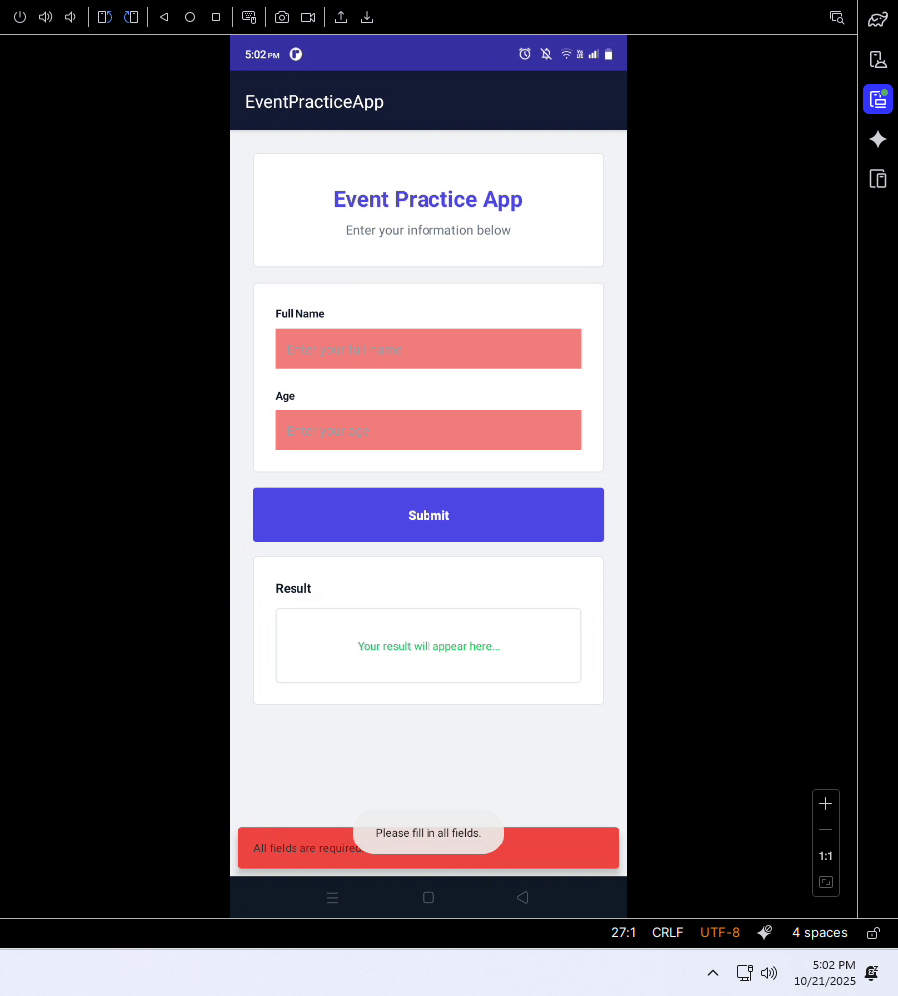 5:02 PM
EventPracticeApp
Event Practice App
Enter your information below
Full Name
Enter your full name
Age
Enter your age
Submit
Result
Your result will appear here...
Please fill in all fields.
All fields are required.
1:1
27:1 CRLF UTF-8 4 spaces
5:02 PM
10/21/2025